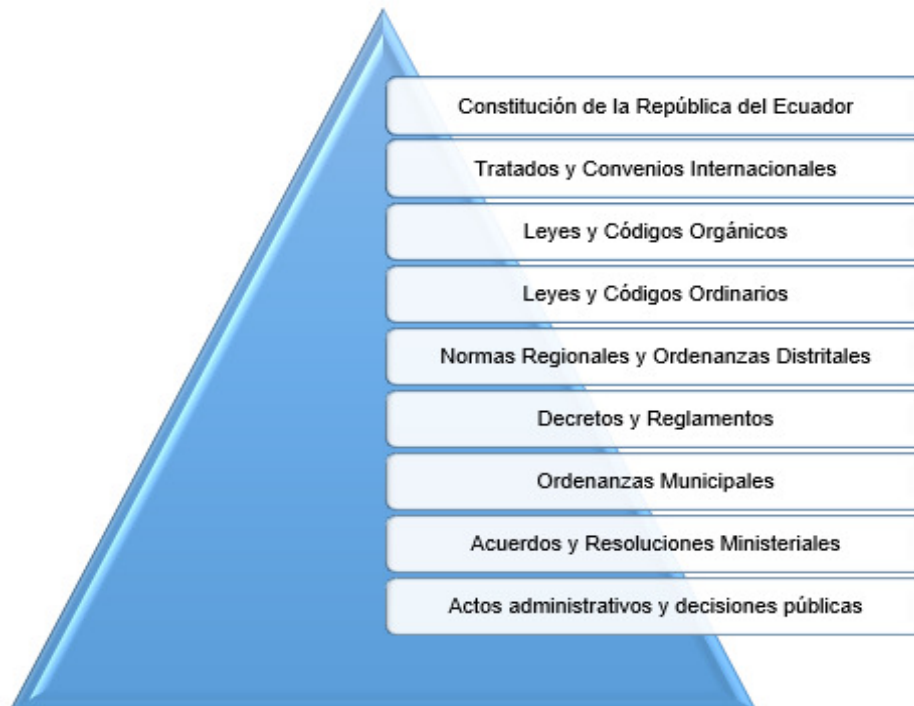 Constitución de la República del Ecuador
Tratados y Convenios Internacionales
Leyes y Códigos Orgánicos
Leyes y Códigos Ordinarios
Normas Regionales y Ordenanzas Distritales
Decretos y Reglamentos
Ordenanzas Municipales
Acuerdos y Resoluciones Ministeriales
Actos administrativos y decisiones públicas